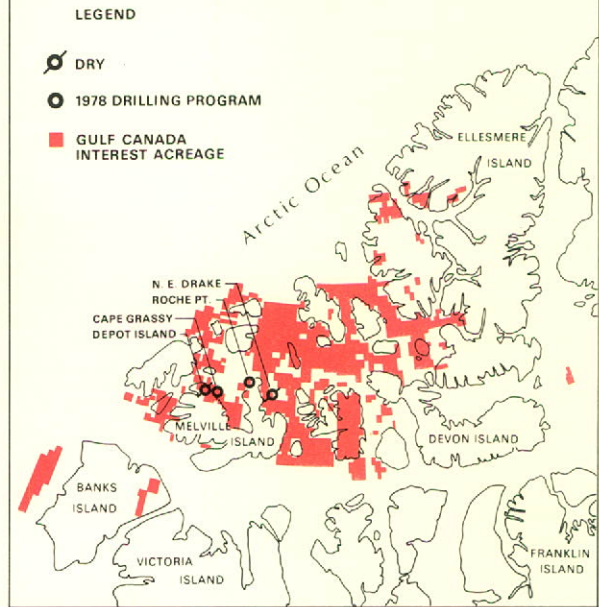 LEGEND
DRY
1978 DRILLING PROGRAM
GULF CANADA
INTEREST ACREAGE
ELLESMERE
ISLAND
Arctic Ocean
N. E. DRAKE
ROCHE PT.
CAPE GRASSY
DEPOT ISLAND
MELVILLE
ISLAND
DEVON ISLAND
BANKS
ISLAND
VICTORIA
ISLAND
FRANKLIN
ISLAND